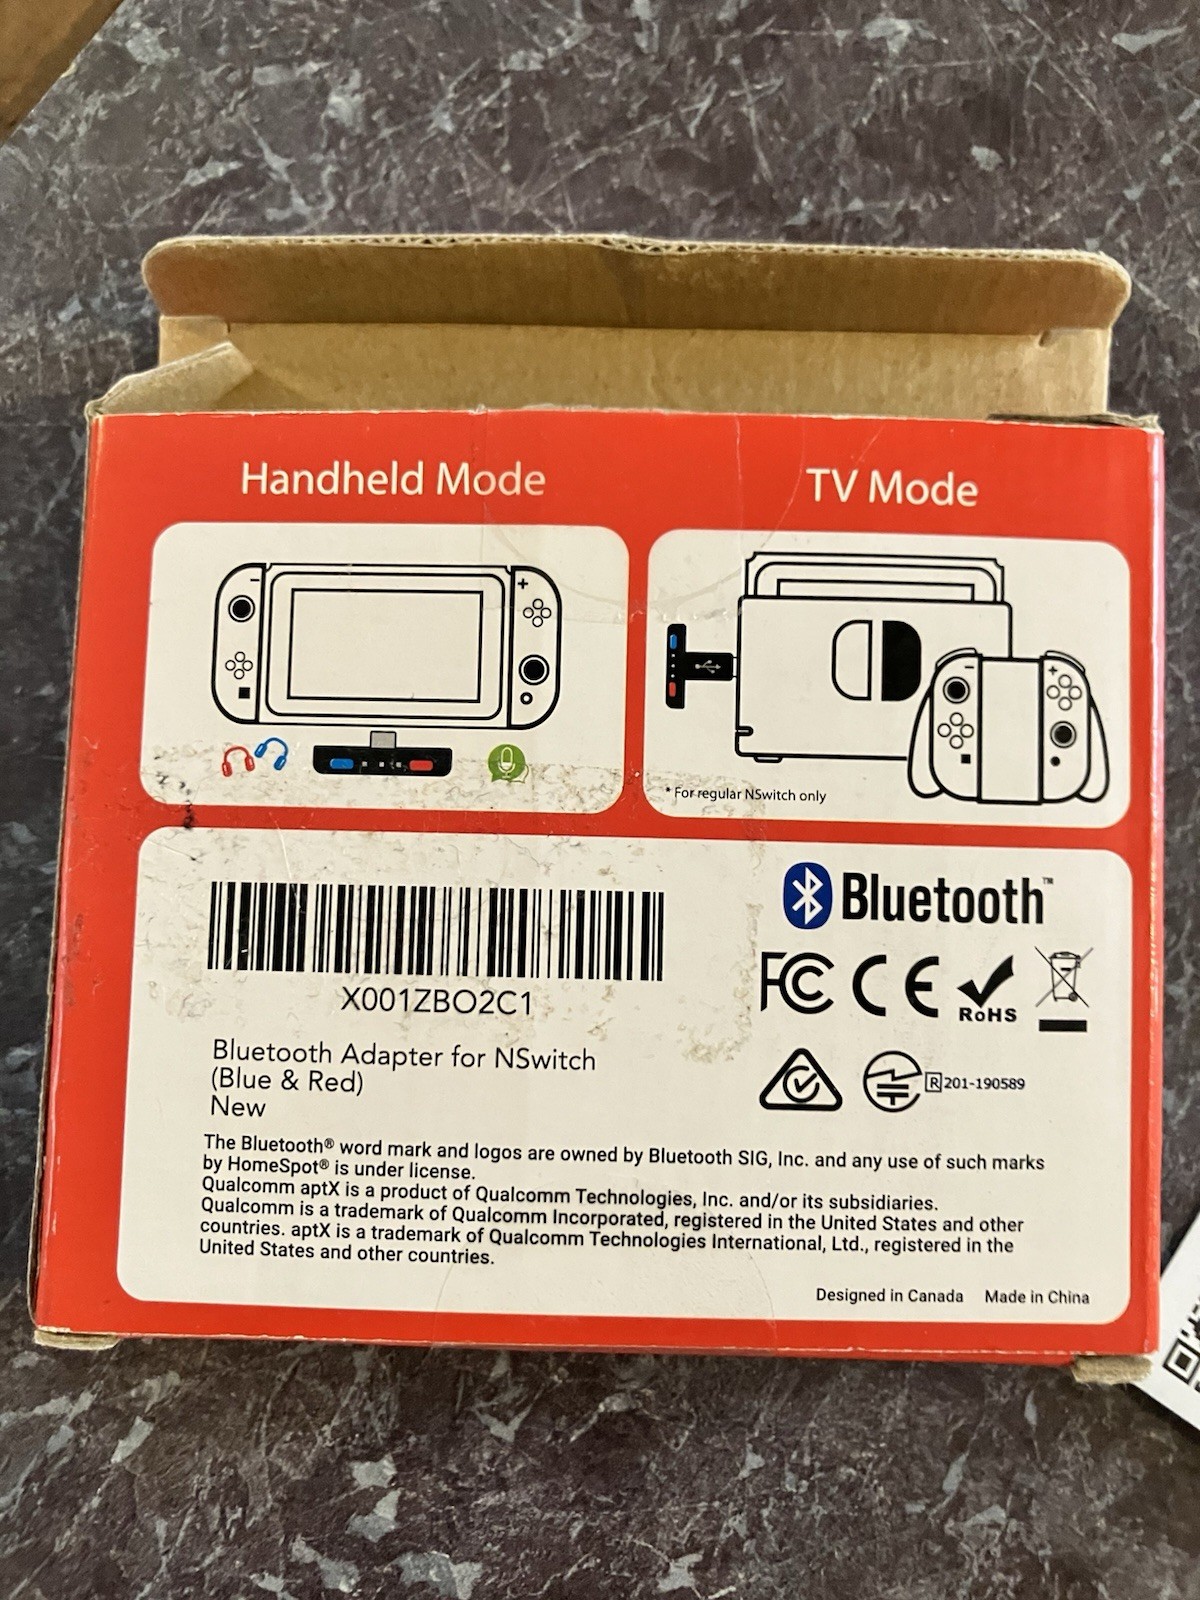 Handheld Mode
TV Mode
* For regular NSwitch only
X001ZBO2C1
Bluetooth Adapter for NSwitch
(Blue & Red)
New
Bluetooth™
FC CE RoHS
R 201-190589
The Bluetooth® word mark and logos are owned by Bluetooth SIG, Inc. and any use of such marks
by HomeSpot® is under license.
Qualcomm aptX is a product of Qualcomm Technologies, Inc. and/or its subsidiaries.
Qualcomm is a trademark of Qualcomm Incorporated, registered in the United States and other
countries. aptX is a trademark of Qualcomm Technologies International, Ltd., registered in the
United States and other countries.
Designed in Canada Made in China